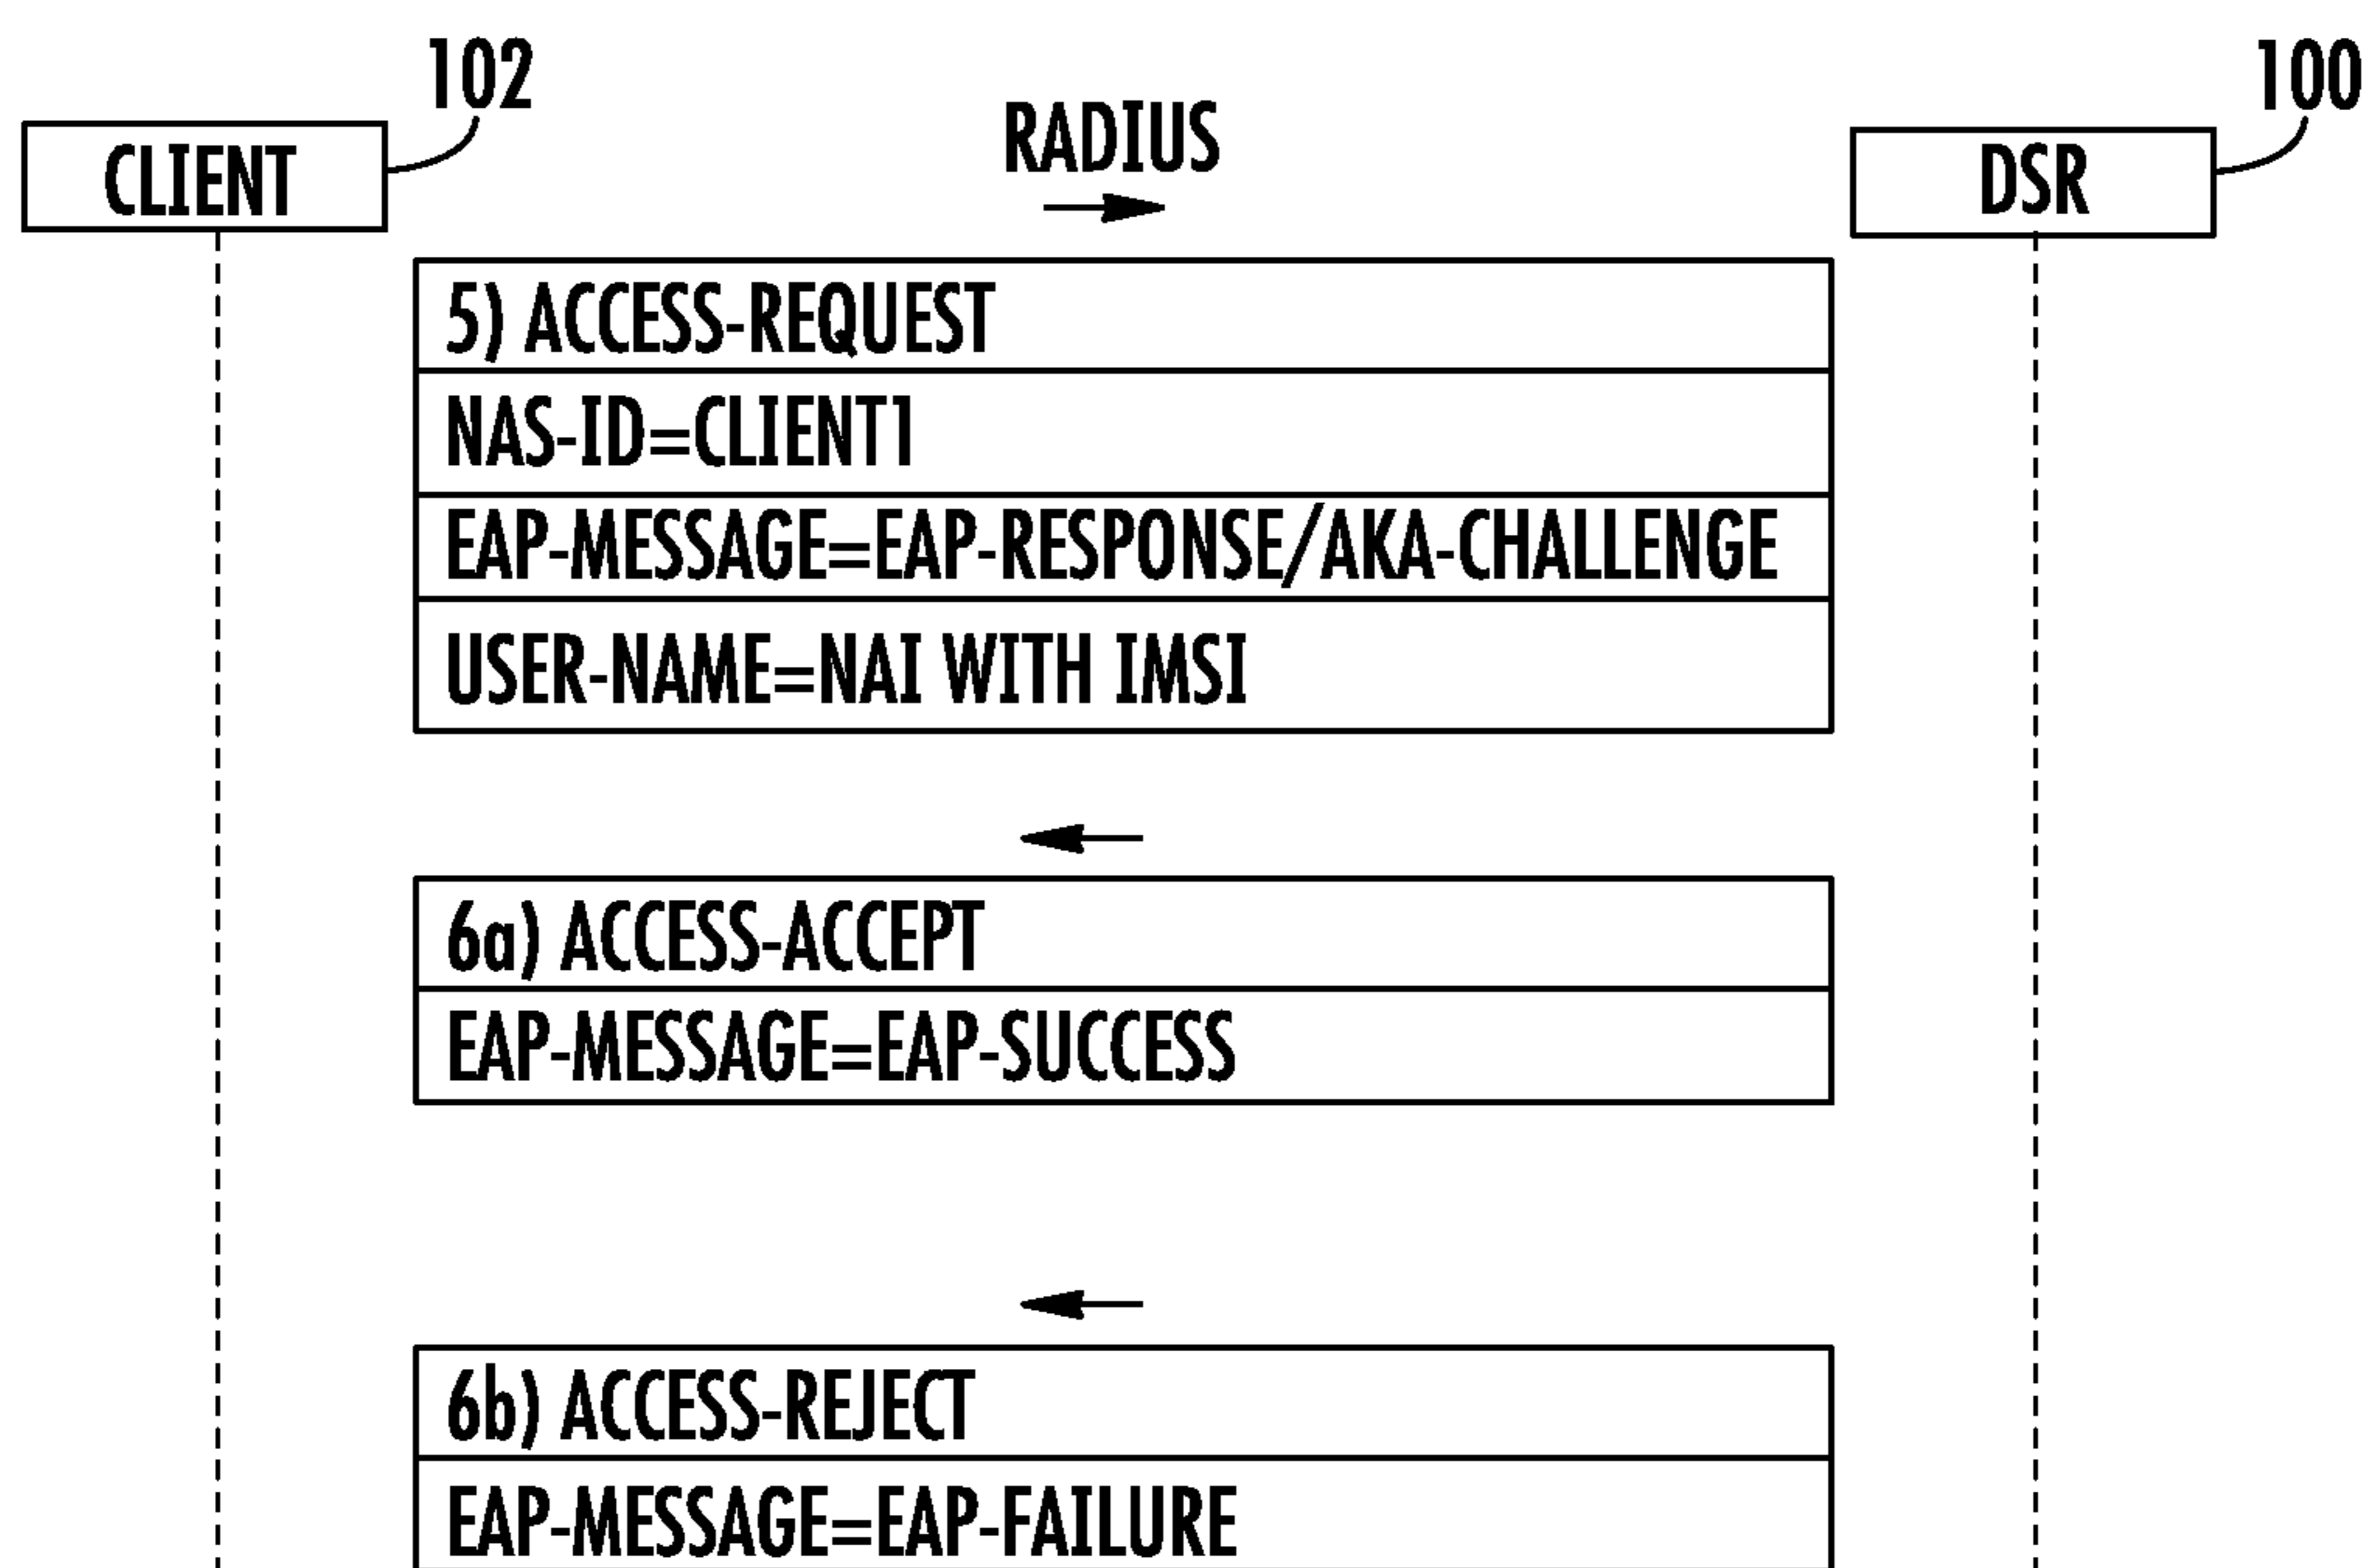 102
100
RADIUS
CLIENT
DSR
5) ACCESS-REQUEST
NAS-ID=CLIENT1
EAP-MESSAGE=EAP-RESPONSE/AKA-CHALLENGE
USER-NAME=NAI WITH IMSI
6a) ACCESS-ACCEPT
EAP-MESSAGE=EAP-SUCCESS
6b) ACCESS-REJECT
EAP-MESSAGE=EAP-FAILURE